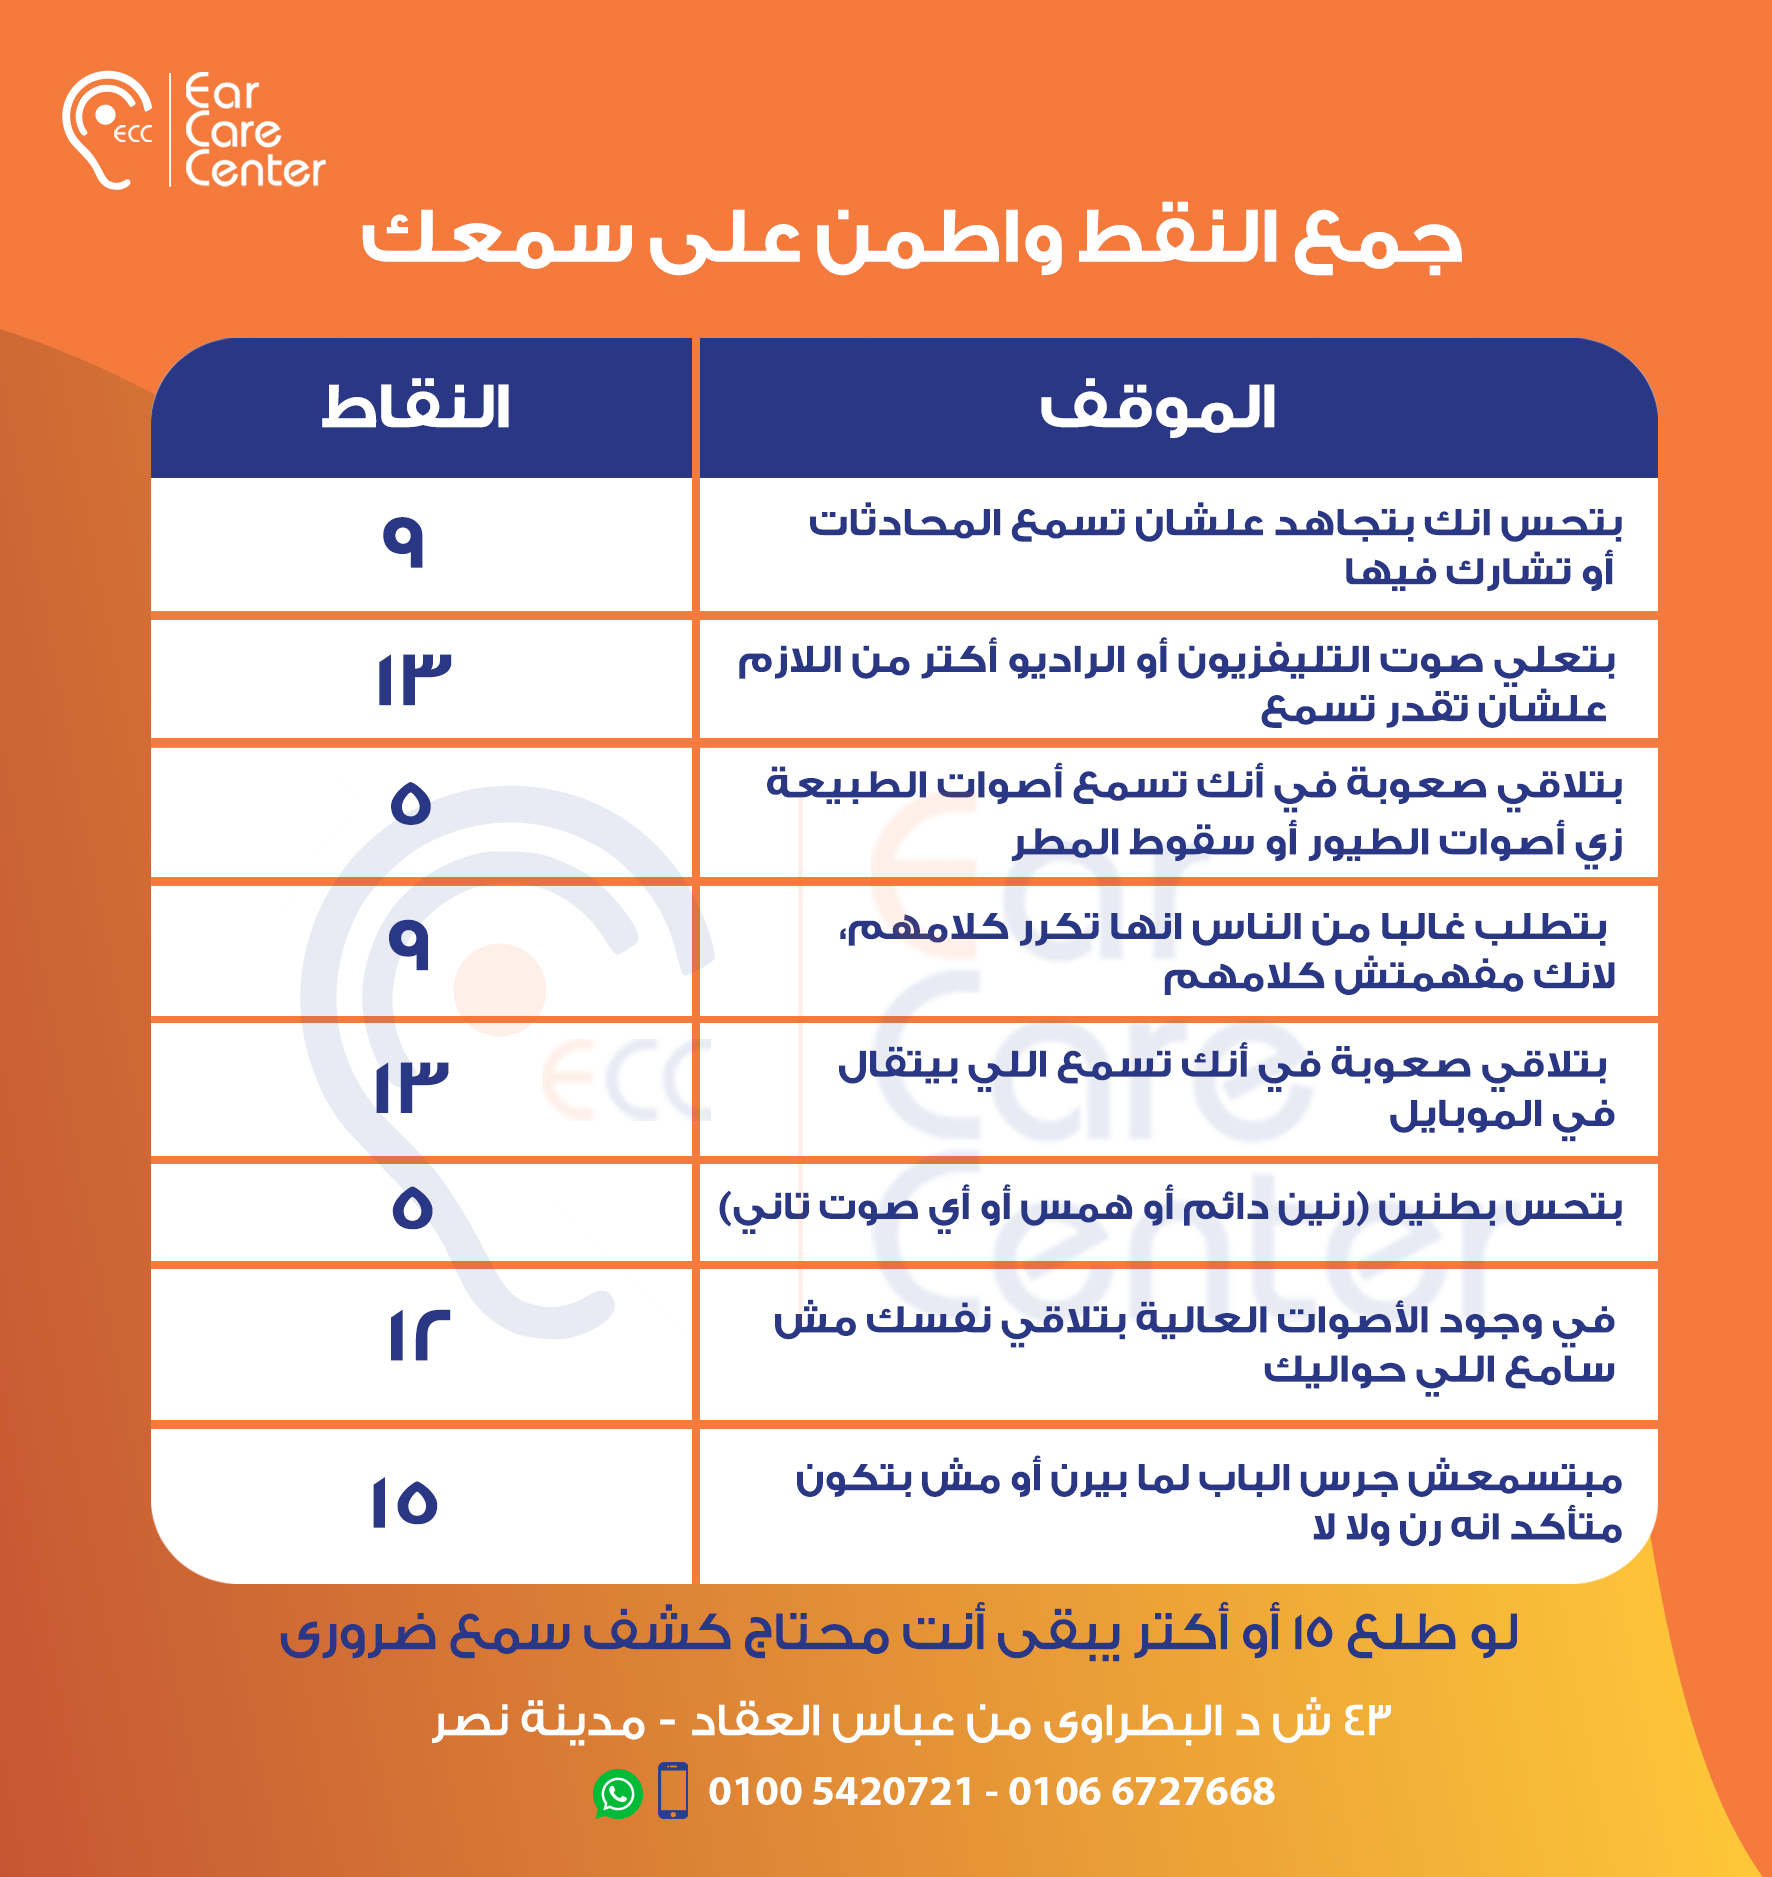 Ear
Care
Center
ECC
جمع النقط واطمن على سمعك
الموقف
النقاط
بتحس انك بتجاهد علشان تسمع المحادثات
أو تشارك فيها
٩
بتعلي صوت التليفزيون أو الراديو أكتر من اللازم
علشان تقدر تسمع
١٣
بتلاقي صعوبة في أنك تسمع أصوات الطبيعة
زي أصوات الطيور أو سقوط المطر
٥
بتطلب غالبا من الناس انها تكرر كلامهم،
لانك مفهمتش كلامهم
٩
بتلاقي صعوبة في أنك تسمع اللي بيتقال
في الموبايل
١٣
بتحس بطنين (رنين دائم أو همس أو أي صوت تاني)
٥
في وجود الأصوات العالية بتلاقي نفسك مش
سامع اللي حواليك
١٢
مبتسمعش جرس الباب لما بيرن أو مش بتكون
متأكد انه رن ولا لا
١٥
Ear
Care
Center
ECC
لو طلع ١٥ أو أكتر يبقى أنت محتاج كشف سمع ضرورى
٤٣ ش د البطراوى من عباس العقاد - مدينة نصر
0100 5420721 - 0106 6727668